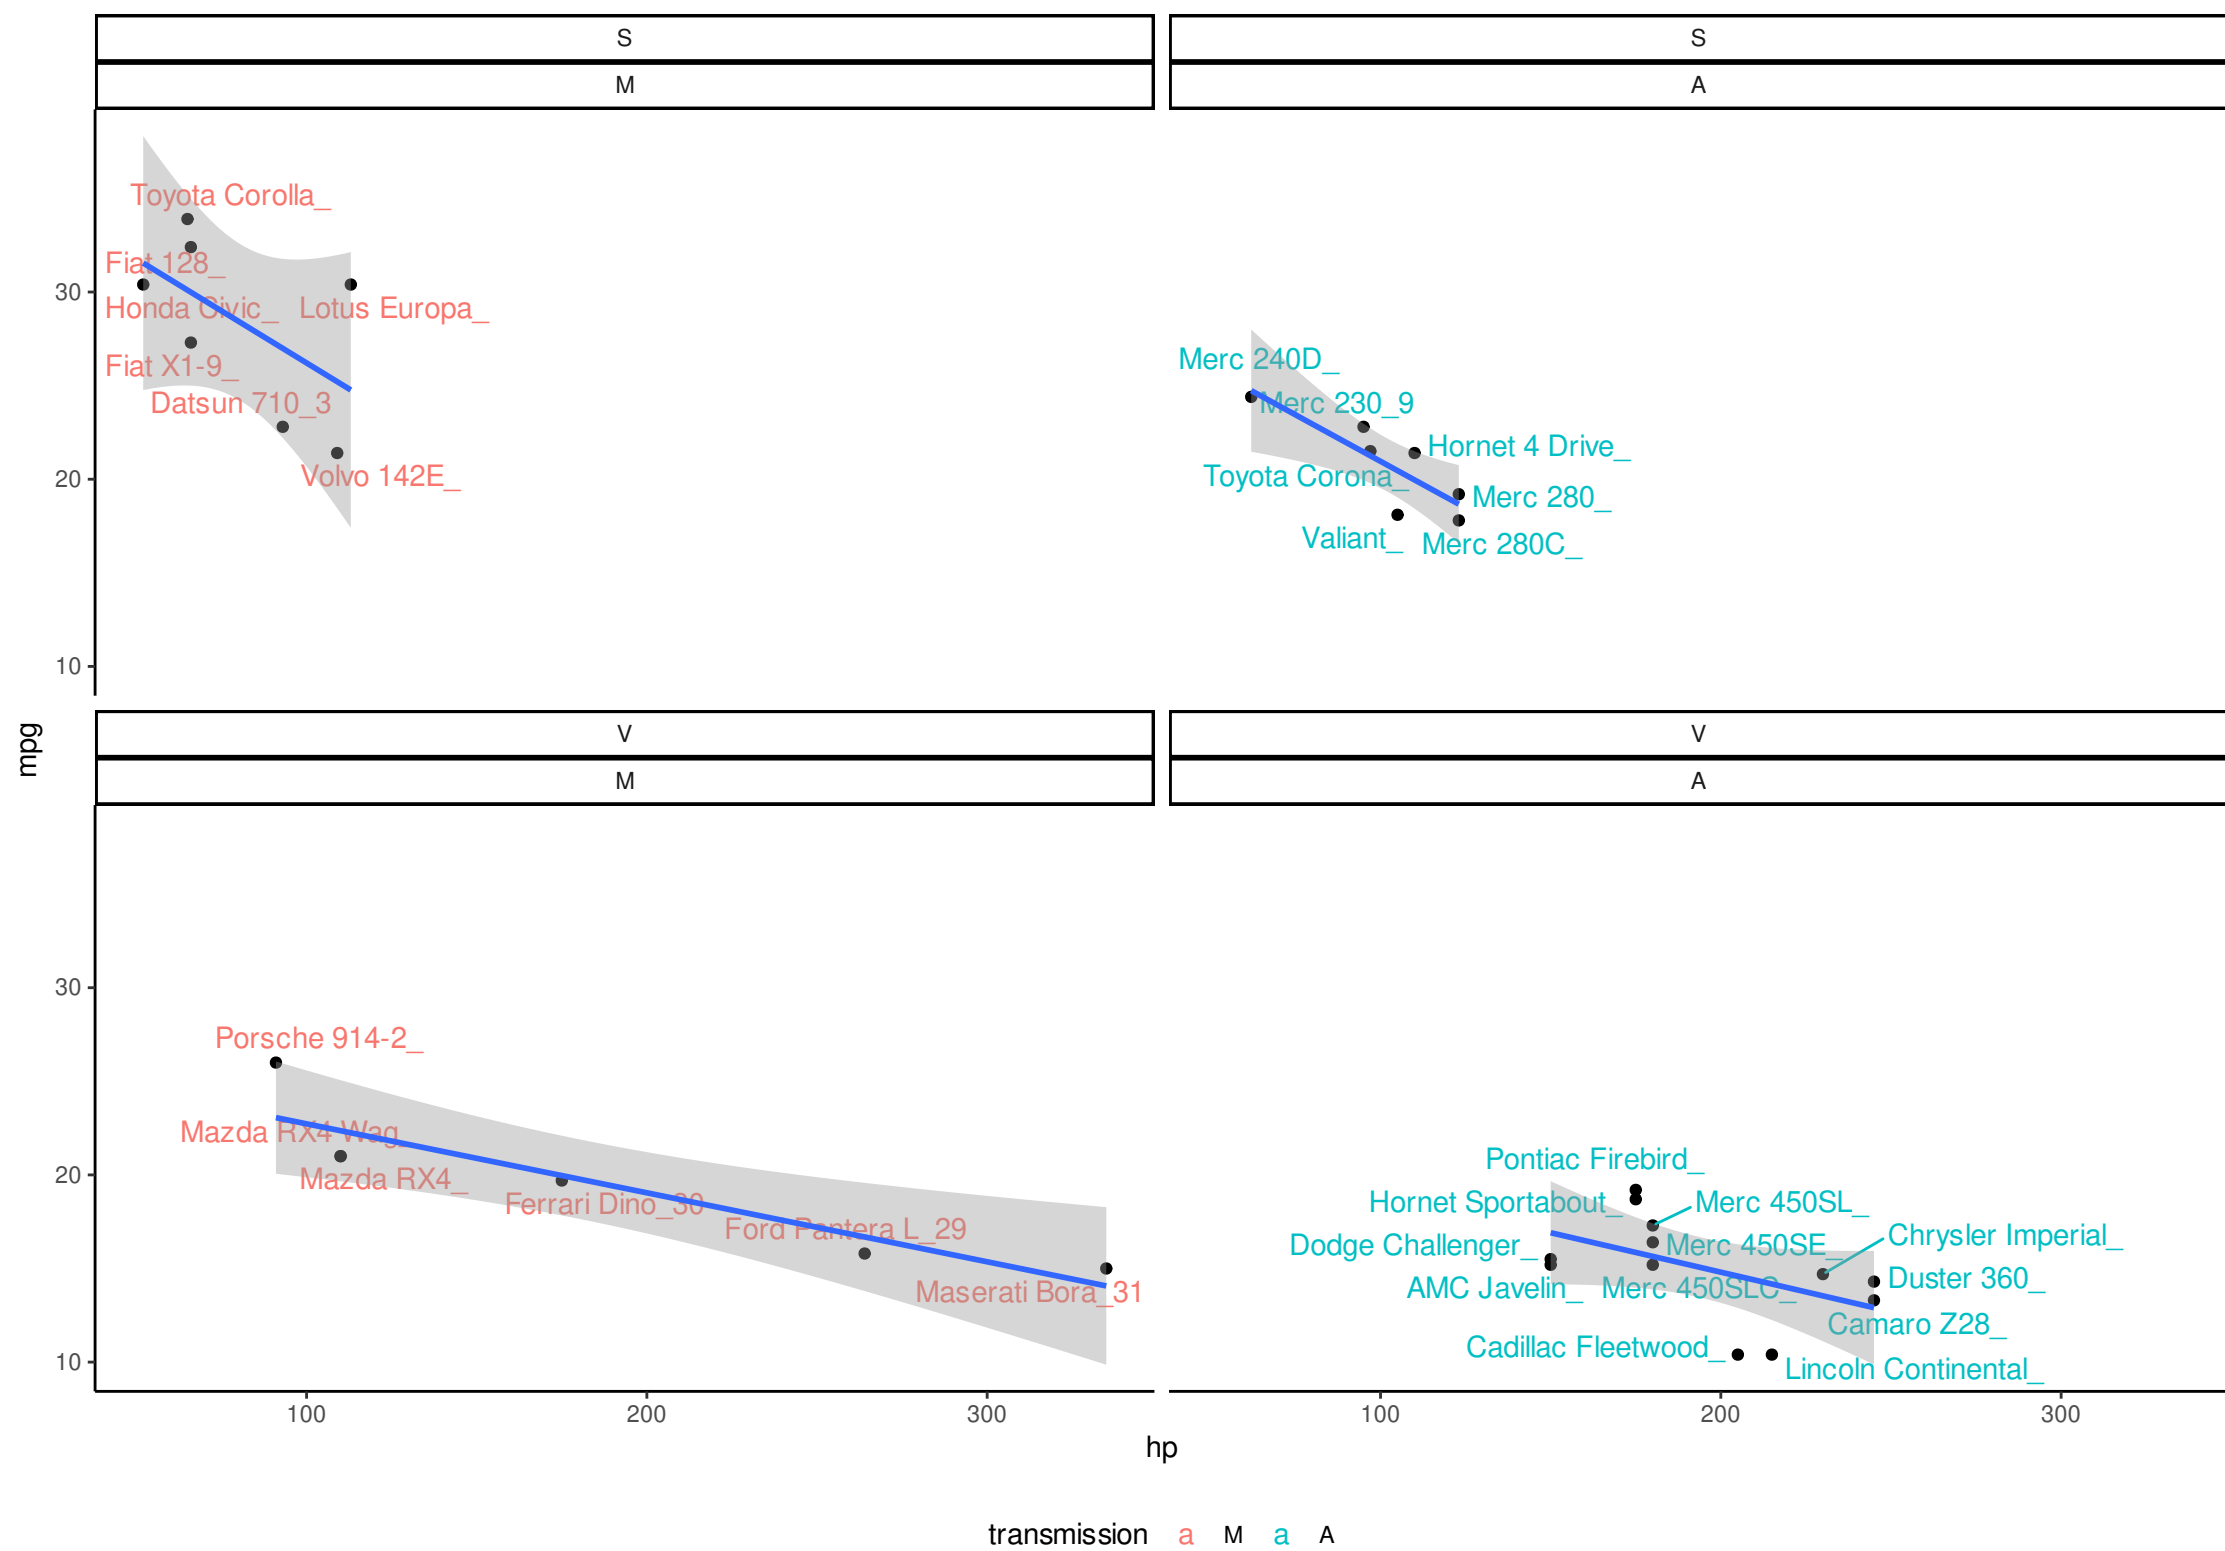 S
S
M
A
Toyota Corolla_
Fiat 128_
30
Honda Civic_
Lotus Europa_
Fiat X1-9_
Datsun 710_3
Volvo 142E_
20
10
Merc 240D_
Merc 230_9
Hornet 4 Drive_
Toyota Corona_
Merc 280_
Valiant_
Merc 280C_
mpg
V
V
M
A
30
Porsche 914-2_
Mazda RX4 Wag_
20
Mazda RX4_
Ferrari Dino_30
Ford Pantera L_29
Maserati Bora_31
10
Pontiac Firebird_
Hornet Sportabout_
Merc 450SL_
Chrysler Imperial_
Dodge Challenger_
Merc 450SE_
Duster 360_
AMC Javelin_
Merc 450SLC_
Camaro Z28_
Cadillac Fleetwood_
Lincoln Continental_
100
200
300
100
200
300
hp
transmission a M a A